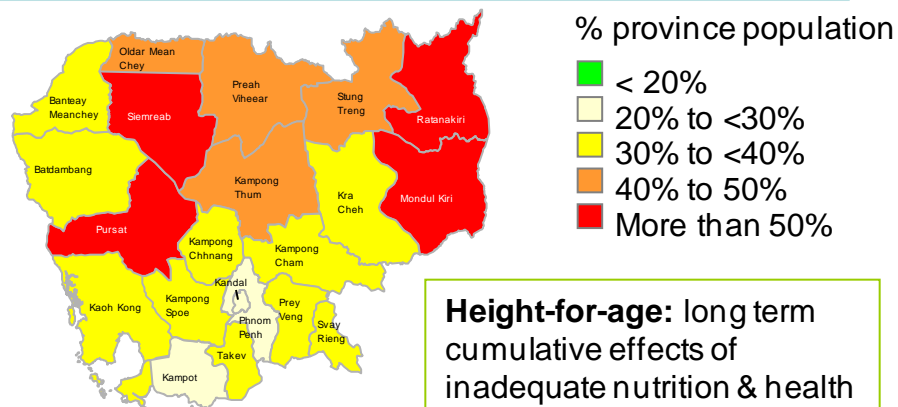 % province population
< 20%
20% to <30%
30% to <40%
40% to 50%
More than 50%
Oldar Mean
Chey
Banteay
Meanchey
Siemreab
Preah
Viheear
Stung
Treng
Ratanakiri
Batdambang
Kampong
Thum
Kra
Cheh
Mondul Kiri
Pursat
Kampong
Chhnang
Kampong
Cham
Kandal
Kaoh Kong
Kampong
Spoe
Phnom
Penh
Prey
Veng
Svay
Rieng
Takev
Kampot
Height-for-age: long term
cumulative effects of
inadequate nutrition & health